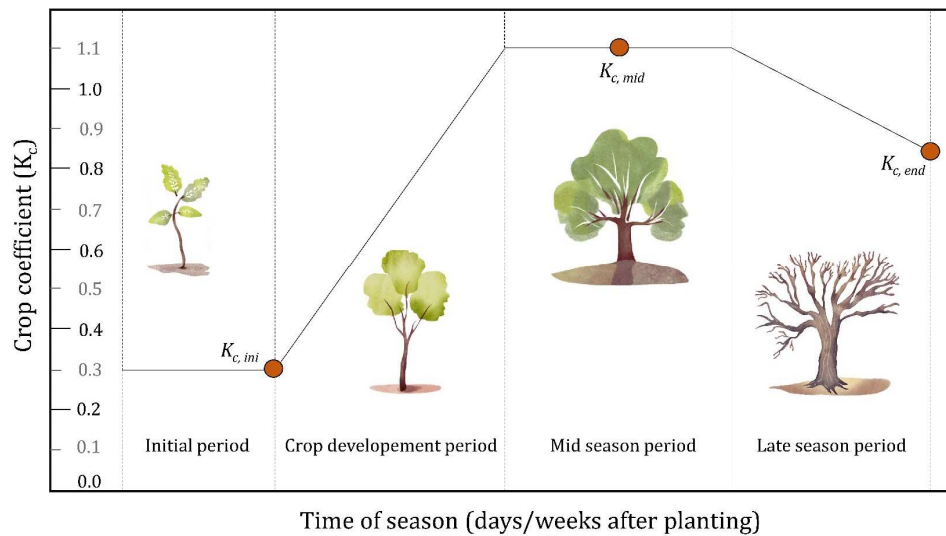 Crop coefficient (Kc)
1.1
1.0
0.9
0.8
0.7
0.6
0.5
0.4
0.3
0.2
0.1
0.0
Kc, ini
Kc, mid
Kc, end
Initial period
Crop developement period
Mid season period
Late season period
Time of season (days/weeks after planting)